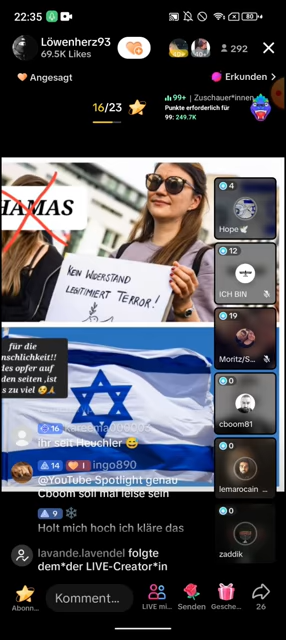 22:35
80
Löwenherz93
69.5K Likes
292
Angesagt
Erkunden >
16/23
99+ | Zuschauer*innen
Punkte erforderlich für
99: 249.7K
HAMAS
KEIN WIDERSTAND
LEGITIMIERT TERROR!
4
Hope
12
ICH BIN
19
Moritz/S...
0
cboom81
0
lemarocain ...
0
zaddik
für die
nschlichkeit!!
des opfer auf
den seiten ,ist
s zu viel
16
ihr seit Heuchler
14 1 ingo890
@YouTube Spotlight genau
Cboom soll mal leise sein
9
Holt mich hoch ich kläre das
lavande.lavendel folgte
dem*der LIVE-Creator*in
Abonn...
Komment...
LIVE mi...
Senden
Gesche...
26